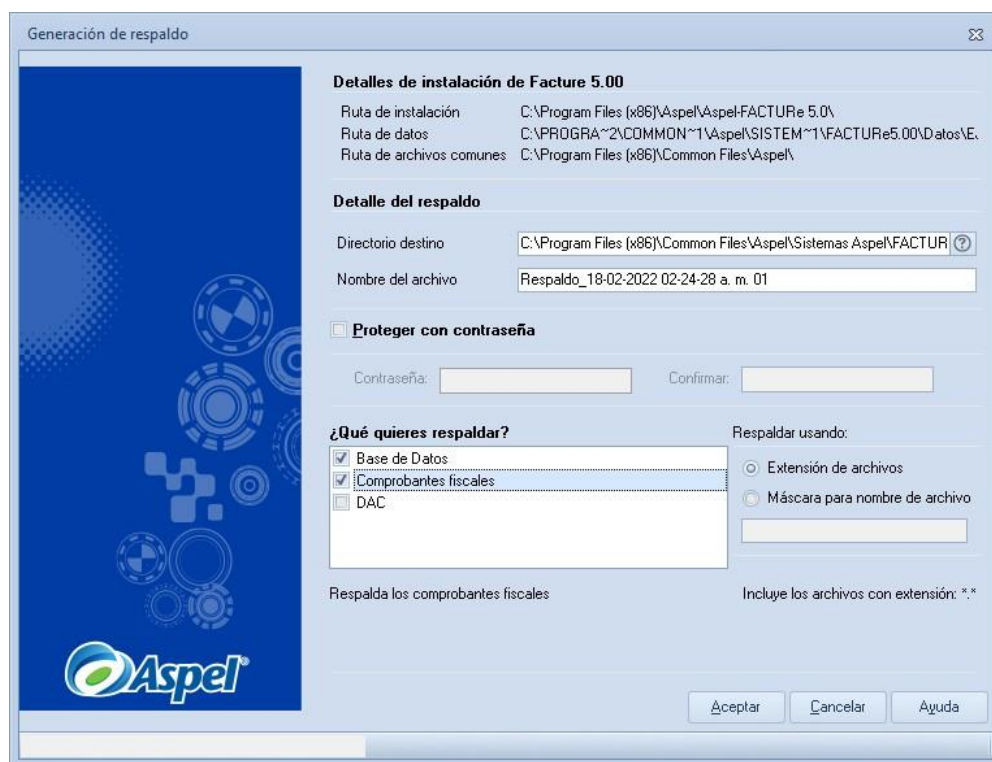 Generación de respaldo
Detalles de instalación de Facture 5.00
Ruta de instalación C:\Program Files (x86)\Aspel\Aspel-FACTURe 5.0\
Ruta de datos C:\PROGRA~2\COMMON~1\Aspel\SISTEM~1\FACTURe5.00\Datos\E
Ruta de archivos comunes C:\Program Files (x86)\Common Files\Aspel\
Detalle del respaldo
Directorio destino C:\Program Files (x86)\Common Files\Aspel\Sistemas Aspel\FACTUR
Nombre del archivo Respaldo_18-02-2022 02-24-28 a. m. 01
Proteger con contraseña
Contraseña: Confirmar:
¿Qué quieres respaldar? Respaldar usando:
Base de Datos
Comprobantes fiscales
DAC
Extensión de archivos
Máscara para nombre de archivo
Respalda los comprobantes fiscales Incluye los archivos con extensión: *.*
Aspel®
Aceptar Cancelar Ayuda